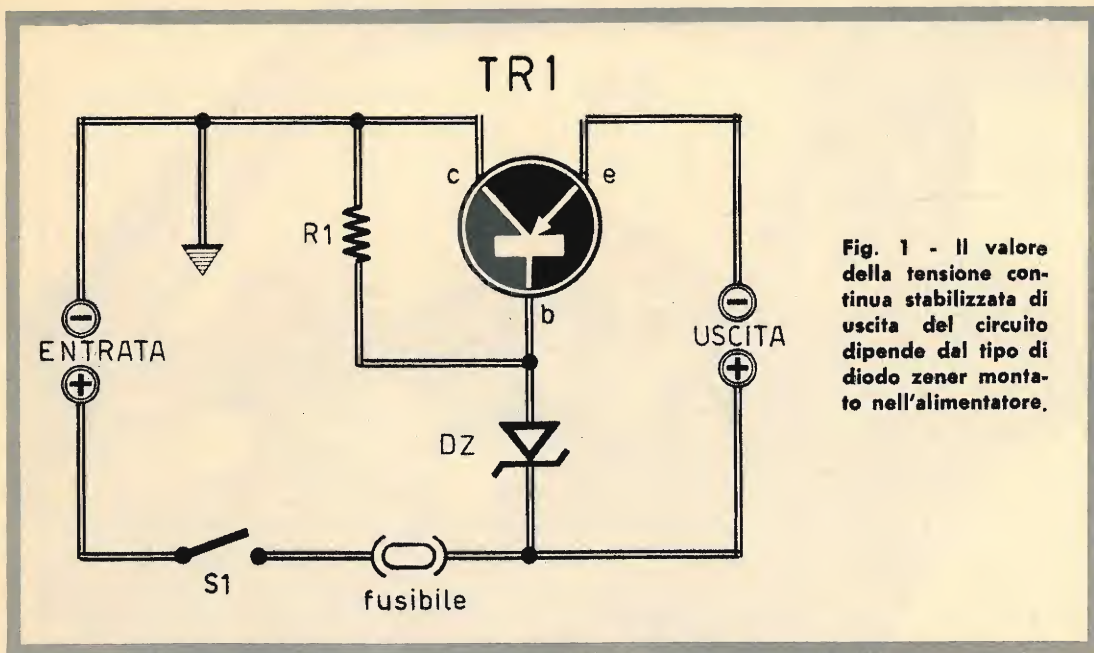 TR1
c
e
R1
b
−
ENTRATA
+
−
USCITA
+
DZ
S1
fusibile
Fig. 1 - Il valore
della tensione con-
tinua stabilizzata di
uscita del circuito
dipende dal tipo di
diodo zener monta-
to nell'alimentatore.